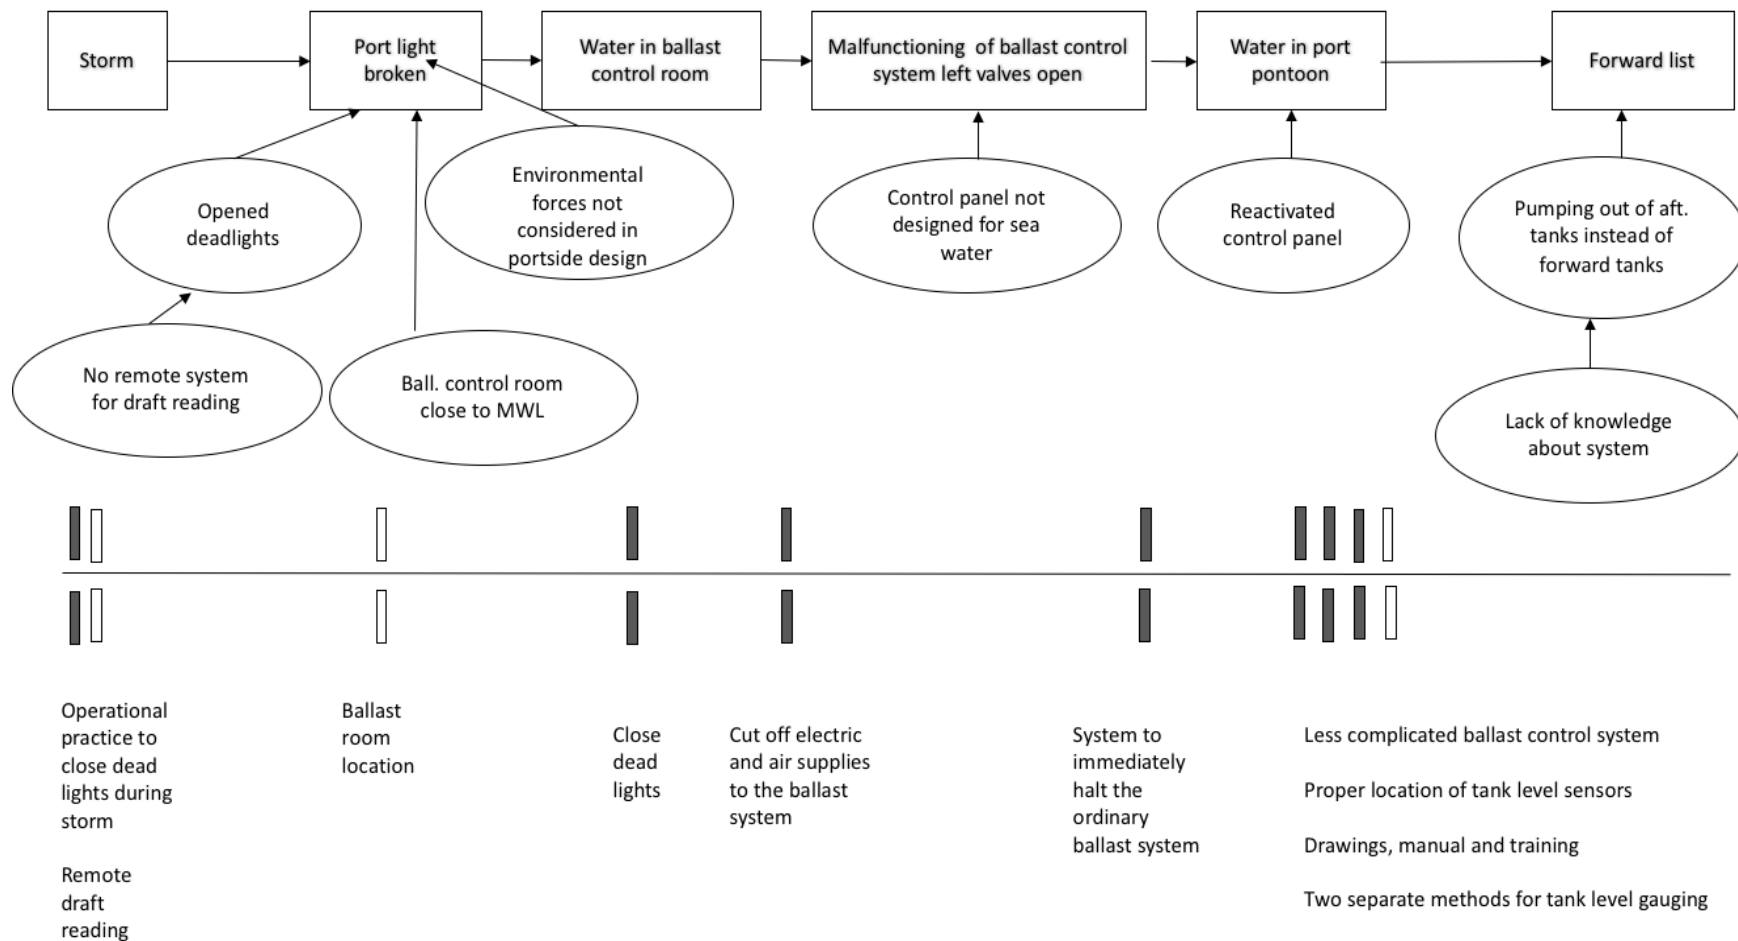 Storm
Port light
broken
Water in ballast
control room
Malfunctioning of ballast control
system left valves open
Water in port
pontoon
Forward list
Opened
deadlights
Environmental
forces not
considered in
portside design
Control panel not
designed for sea
water
Reactivated
control panel
Pumping out of aft.
tanks instead of
forward tanks
No remote system
for draft reading
Ball. control room
close to MWL
Lack of knowledge
about system
Operational
practice to
close dead
lights during
storm
Remote
draft
reading
Ballast
room
location
Close
dead
lights
Cut off electric
and air supplies
to the ballast
system
System to
immediately
halt the
ordinary
ballast system
Less complicated ballast control system
Proper location of tank level sensors
Drawings, manual and training
Two separate methods for tank level gauging